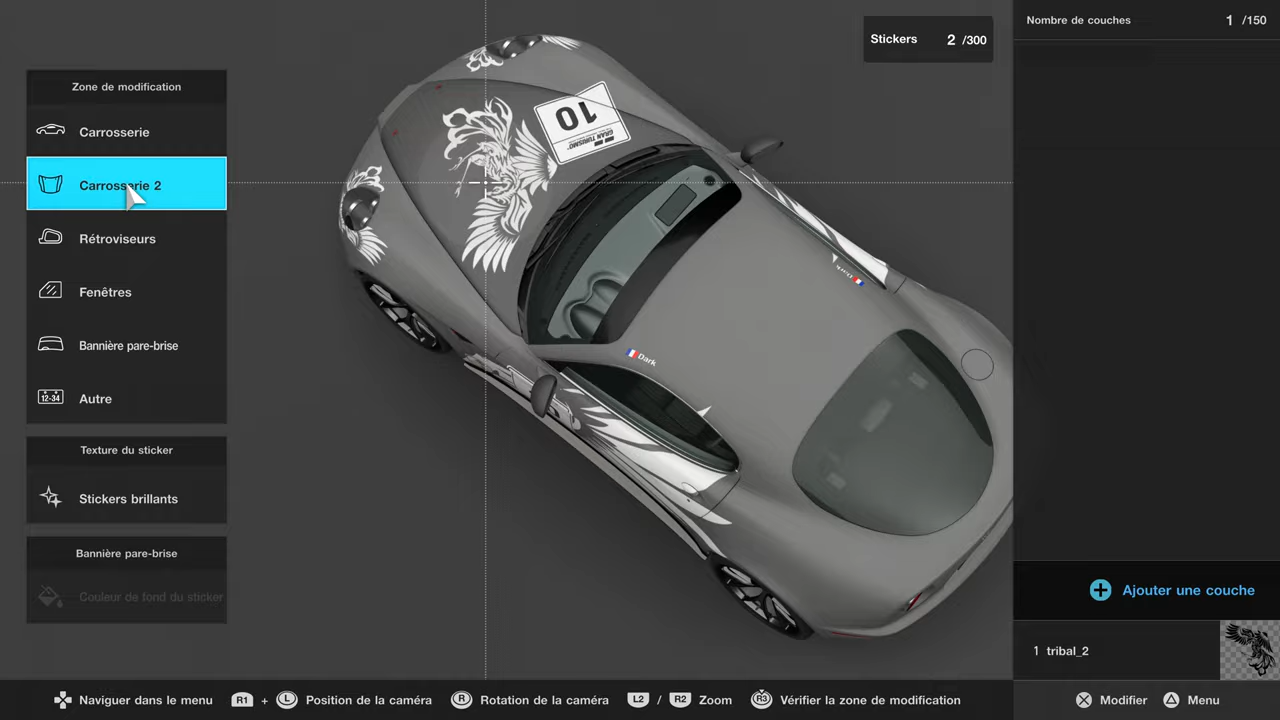 Zone de modification
Carrosserie
Carrosserie 2
Rétroviseurs
Fenêtres
Bannière pare-brise
12-34 Autre
Texture du sticker
Stickers brillants
Bannière pare-brise
Couleur de fond du sticker
Stickers 2 /300
10
GRAN TURISMO
Dark
Nombre de couches 1 /150
Ajouter une couche
1 tribal_2
Naviguer dans le menu R1 + L Position de la caméra R Rotation de la caméra L2 / R2 Zoom R3 Vérifier la zone de modification Modifier Menu